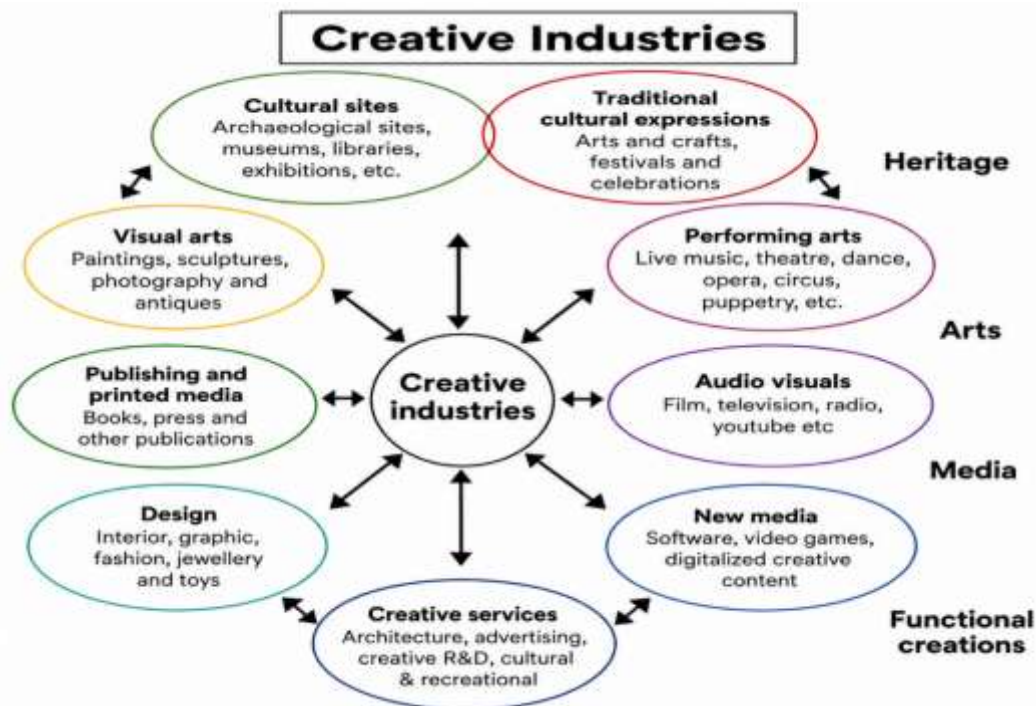 Creative Industries
Cultural sites
Archaeological sites,
museums, libraries,
exhibitions, etc.
Traditional
cultural expressions
Arts and crafts,
festivals and
celebrations
Heritage
Visual arts
Paintings, sculptures,
photography and
antiques
Performing arts
Live music, theatre, dance,
opera, circus,
puppetry, etc.
Arts
Publishing and
printed media
Books, press and
other publications
Creative
industries
Audio visuals
Film, television, radio,
youtube etc
Media
Design
Interior, graphic,
fashion, jewellery
and toys
New media
Software, video games,
digitalized creative
content
Creative services
Architecture, advertising,
creative R&D, cultural
& recreational
Functional
creations